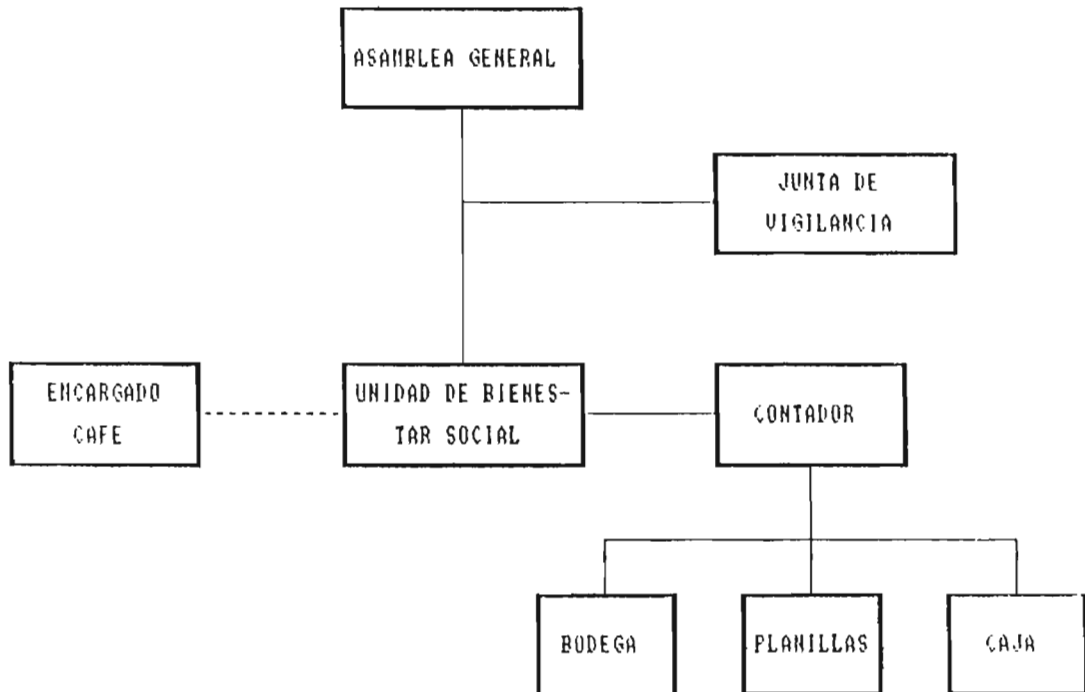 ASAMBLEA GENERAL
JUNTA DE
VIGILANCIA
ENCARGADO
CAFE
UNIDAD DE BIENES-
TAR SOCIAL
CONTADOR
BODEGA
PLANILLAS
CAJA